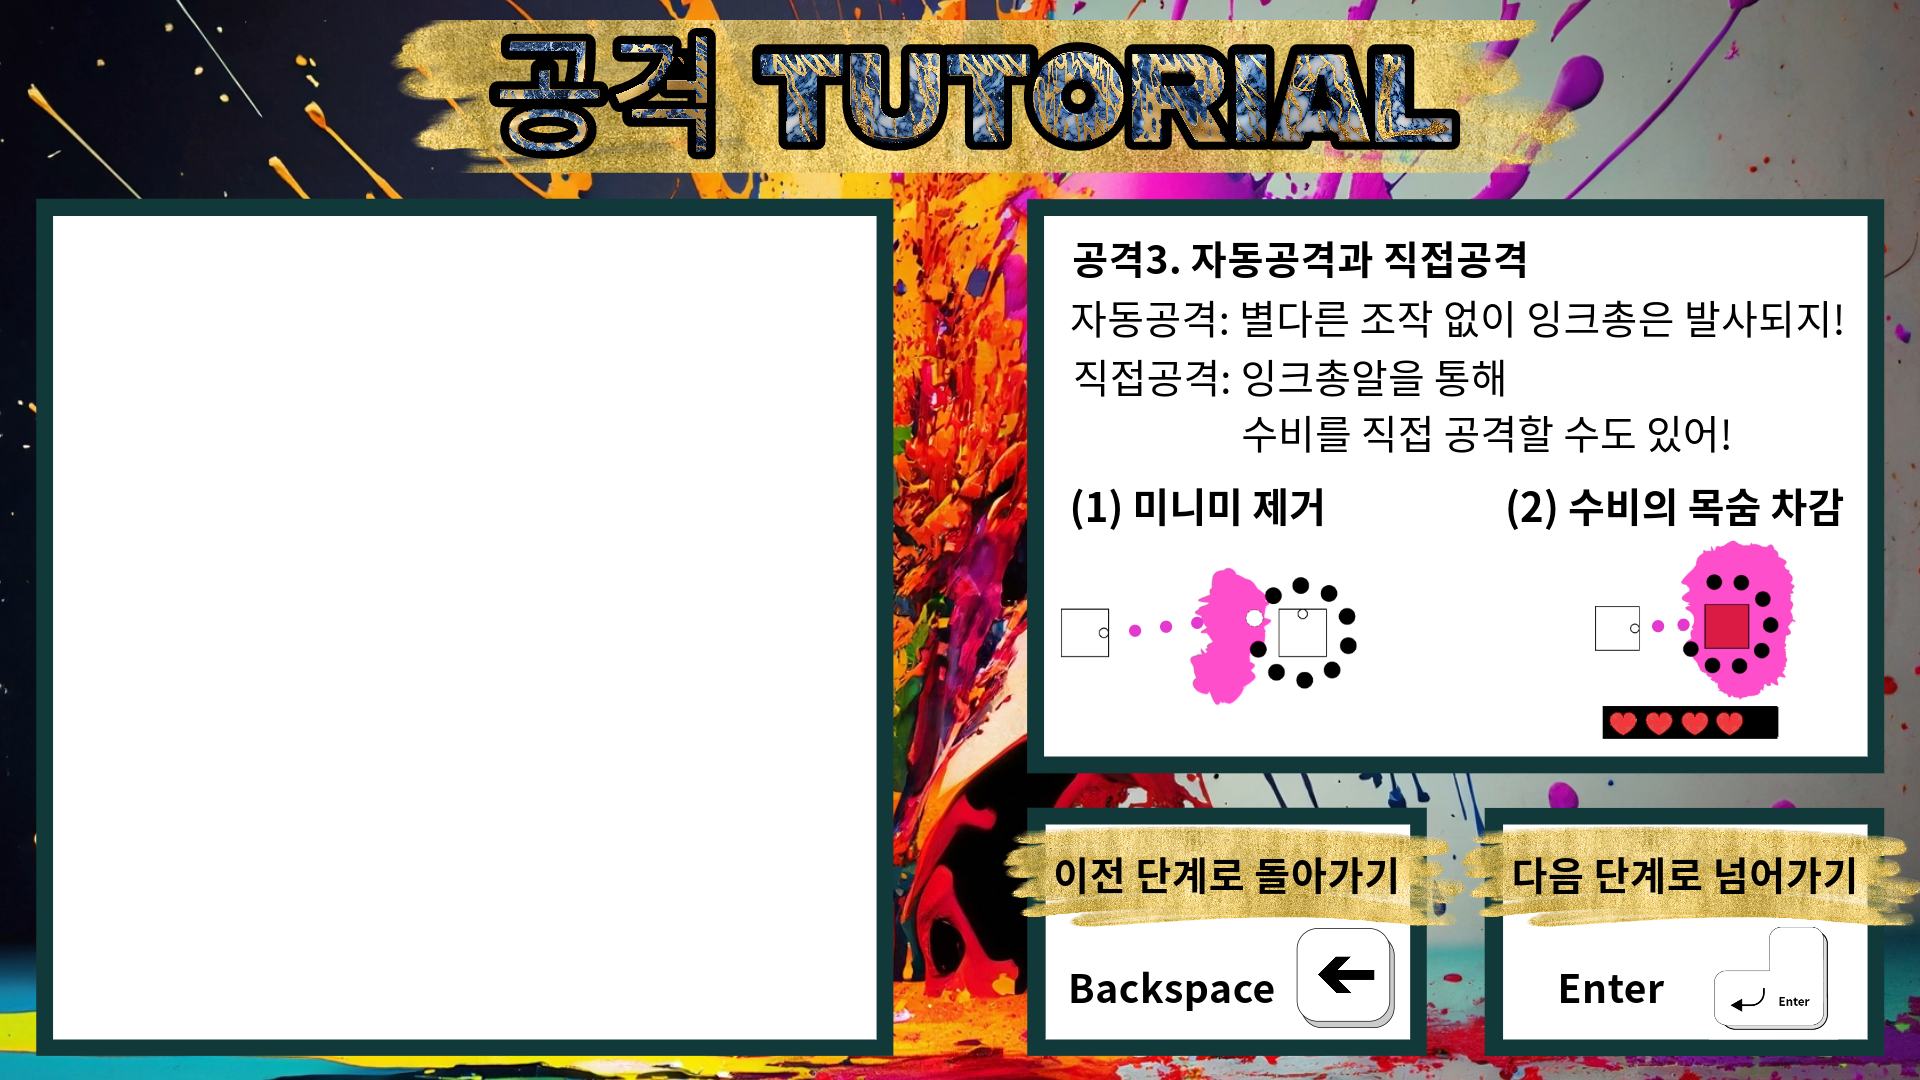 공격 TUTORIAL
공격3. 자동공격과 직접공격
자동공격: 별다른 조작 없이 잉크총은 발사되지!
직접공격: 잉크총알을 통해
수비를 직접 공격할 수도 있어!
(1) 미니미 제거
(2) 수비의 목숨 차감
이전 단계로 돌아가기
Backspace
다음 단계로 넘어가기
Enter
Enter